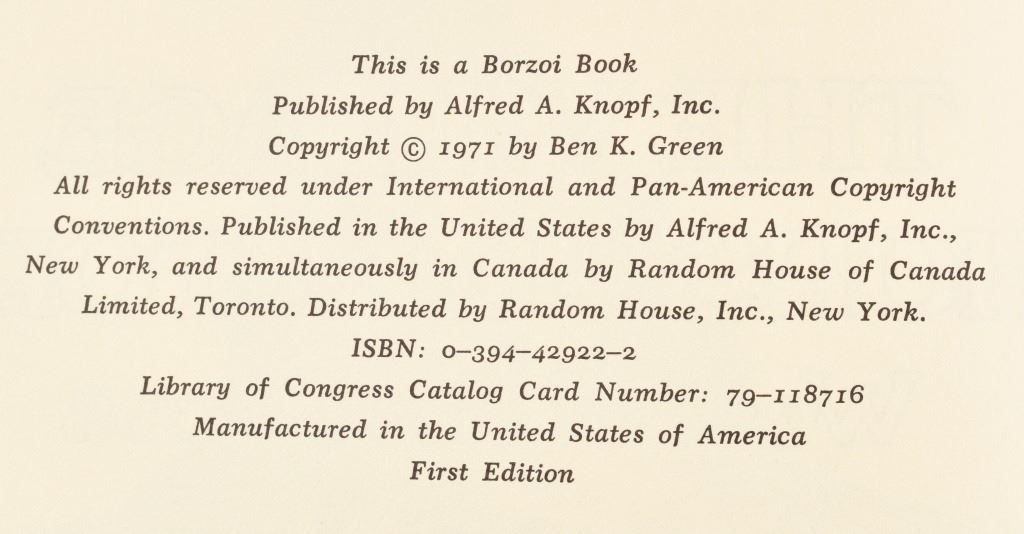 This is a Borzoi Book
Published by Alfred A. Knopf, Inc.
Copyright © 1971 by Ben K. Green
All rights reserved under International and Pan-American Copyright
Conventions. Published in the United States by Alfred A. Knopf, Inc.,
New York, and simultaneously in Canada by Random House of Canada
Limited, Toronto. Distributed by Random House, Inc., New York.
ISBN: 0–394–42922–2
Library of Congress Catalog Card Number: 79–118716
Manufactured in the United States of America
First Edition